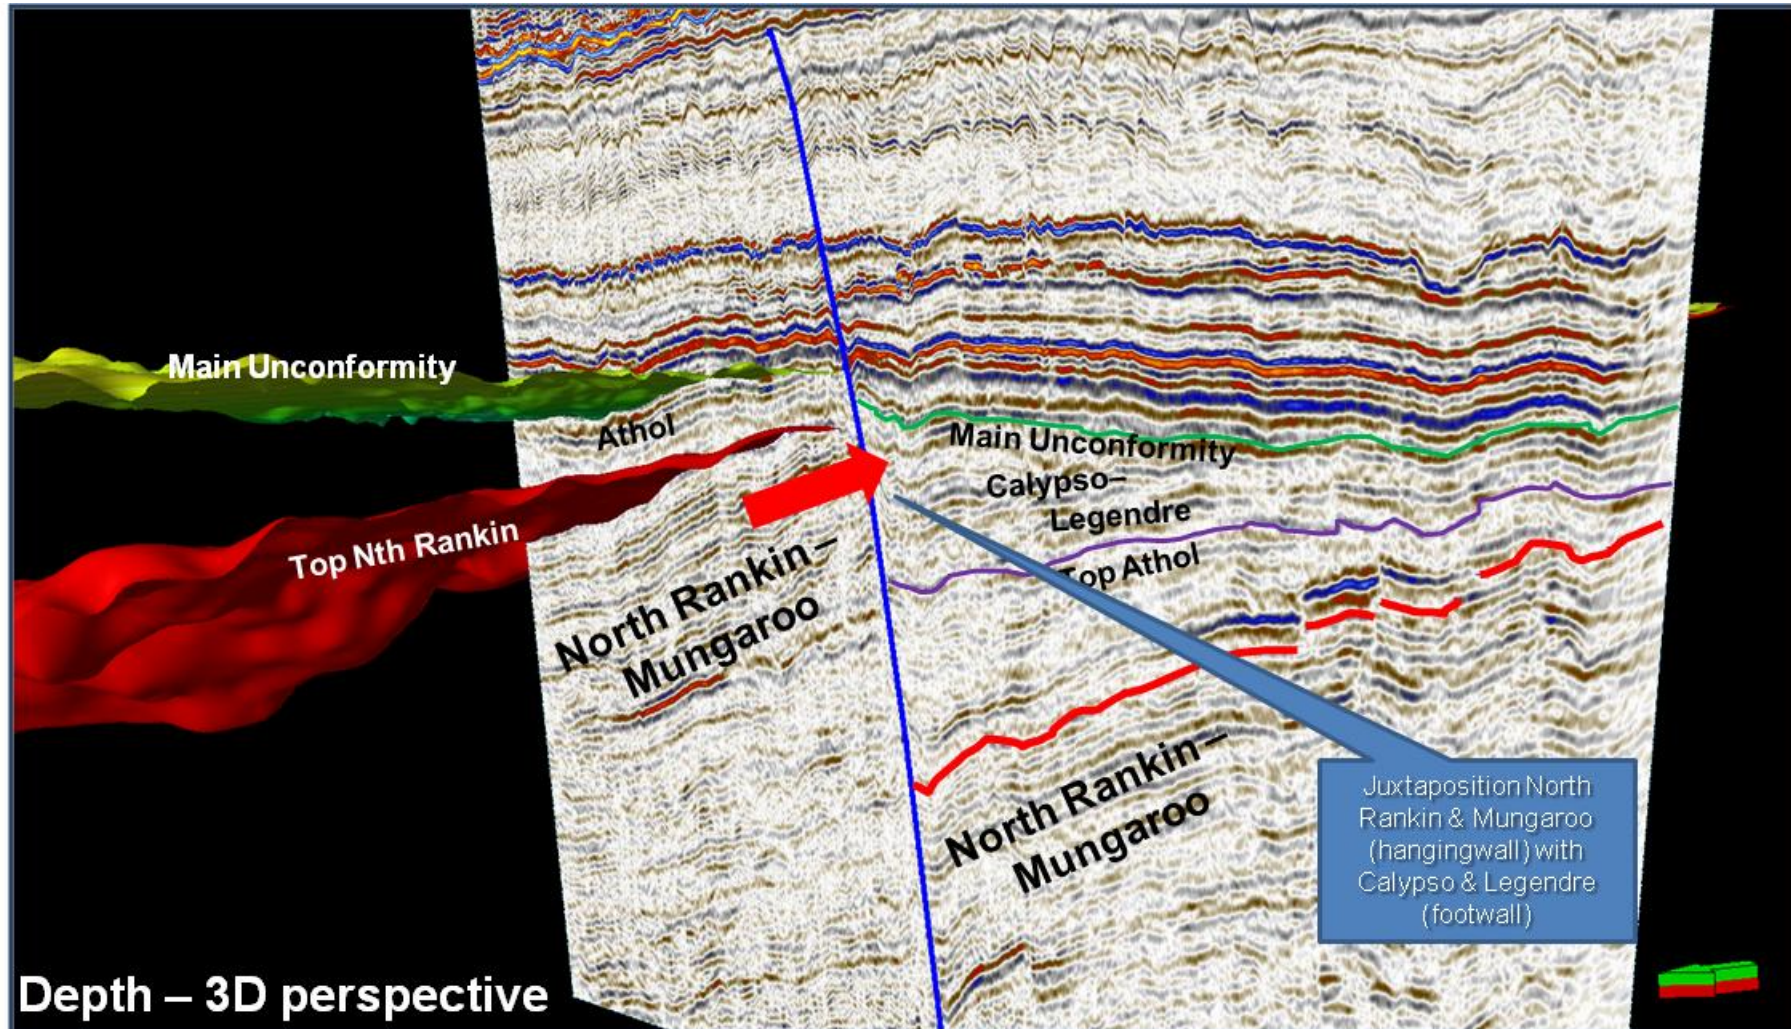 Main Unconformity
Athol
Top Nth Rankin
North Rankin –
Mungaroo
Main Unconformity
Calypso–
Legendre
Top Athol
North Rankin –
Mungaroo
Juxtaposition North
Rankin & Mungaroo
(hangingwall) with
Calypso & Legendre
(footwall)
Depth – 3D perspective